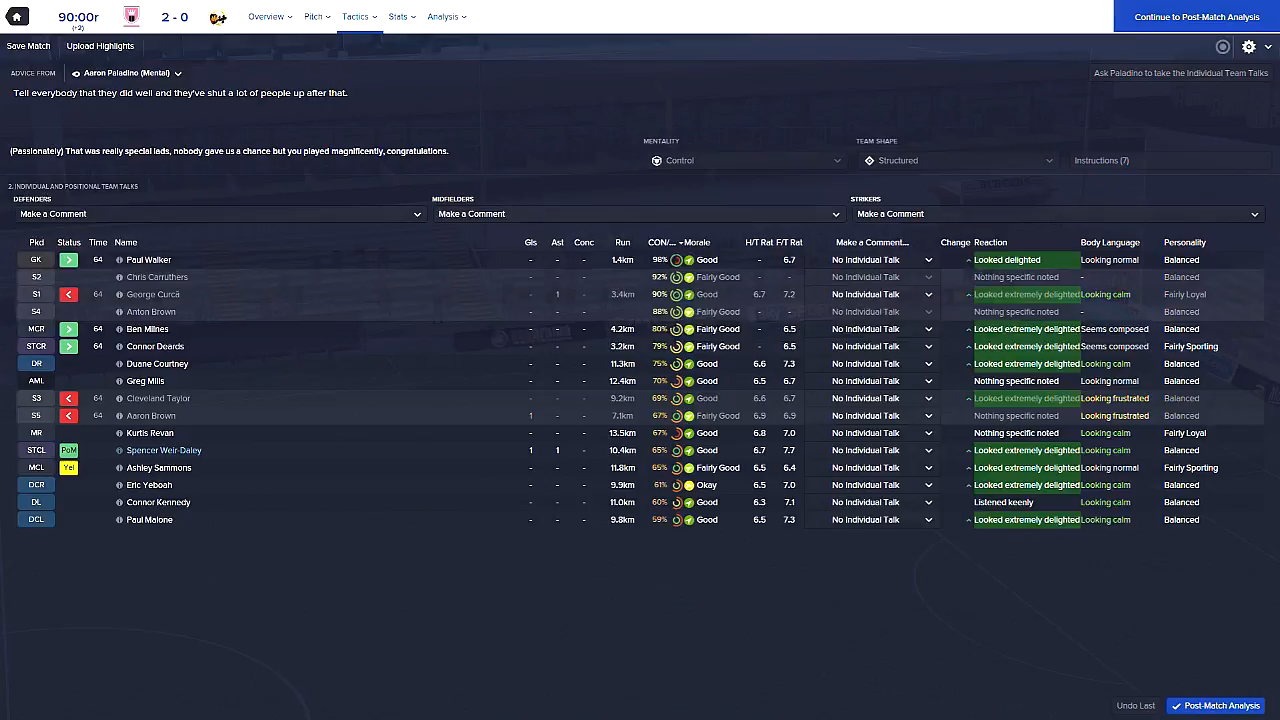 90:00r 2 - 0 Overview Pitch Tactics Stats Analysis Continue to Post-Match Analysis
(+2)
Save Match Upload Highlights
ADVICE FROM Aaron Paladino (Mental) Ask Paladino to take the Individual Team Talks
Tell everybody that they did well and they've shut a lot of people up after that.
MENTALITY TEAM SHAPE
(Passionately) That was really special lads, nobody gave us a chance but you played magnificently, congratulations.
Control Structured Instructions (7)
2. INDIVIDUAL AND POSITIONAL TEAM TALKS
DEFENDERS MIDFIELDERS STRIKERS
Make a Comment Make a Comment Make a Comment
Pkd Status Time Name Gls Ast Conc Run CON/... Morale H/T Rat F/T Rat Make a Comment... Change Reaction Body Language Personality
GK 64 Paul Walker - - - 1.4km 98% Good - 6.7 No Individual Talk Looked delighted Looking normal Balanced
S2 Chris Carruthers 92% Fairly Good - - No Individual Talk Nothing specific noted - Balanced
S1 64 George Curcă - 1 - 3.4km 90% Good 6.7 7.2 No Individual Talk Looked extremely delighted Looking calm Fairly Loyal
S4 Anton Brown 88% Fairly Good - - No Individual Talk Nothing specific noted - Balanced
MCR 64 Ben Milnes - - - 4.2km 80% Fairly Good - 6.5 No Individual Talk Looked extremely delighted Seems composed Balanced
STCR 64 Connor Deards - - - 3.2km 79% Fairly Good - 6.5 No Individual Talk Looked extremely delighted Seems composed Fairly Sporting
DR Duane Courtney - - - 11.3km 75% Good 6.6 7.3 No Individual Talk Looked extremely delighted Looking calm Balanced
AML Greg Mills - - - 12.4km 70% Good 6.5 6.7 No Individual Talk Nothing specific noted Looking normal Balanced
S3 64 Cleveland Taylor - - - 9.2km 69% Good 6.6 6.7 No Individual Talk Looked extremely delighted Looking frustrated Balanced
S5 64 Aaron Brown 1 - - 7.1km 67% Fairly Good 6.9 6.9 No Individual Talk Nothing specific noted Looking frustrated Balanced
MR Kurtis Revan - - - 13.5km 67% Good 6.8 7.0 No Individual Talk Nothing specific noted Looking calm Fairly Loyal
STCL PoM Spencer Weir-Daley 1 1 - 10.4km 65% Good 6.7 7.7 No Individual Talk Looked extremely delighted Looking calm Balanced
MCL Yel Ashley Sammons - - - 11.8km 65% Fairly Good 6.5 6.4 No Individual Talk Looked extremely delighted Looking normal Fairly Sporting
DCR Eric Yeboah - - - 9.9km 61% Okay 6.5 7.0 No Individual Talk Looked extremely delighted Looking calm Balanced
DL Connor Kennedy - - - 11.0km 60% Good 6.3 7.1 No Individual Talk Listened keenly Looking calm Balanced
DCL Paul Malone - - - 9.8km 59% Good 6.5 7.3 No Individual Talk Looked extremely delighted Looking calm Balanced
Undo Last Post-Match Analysis